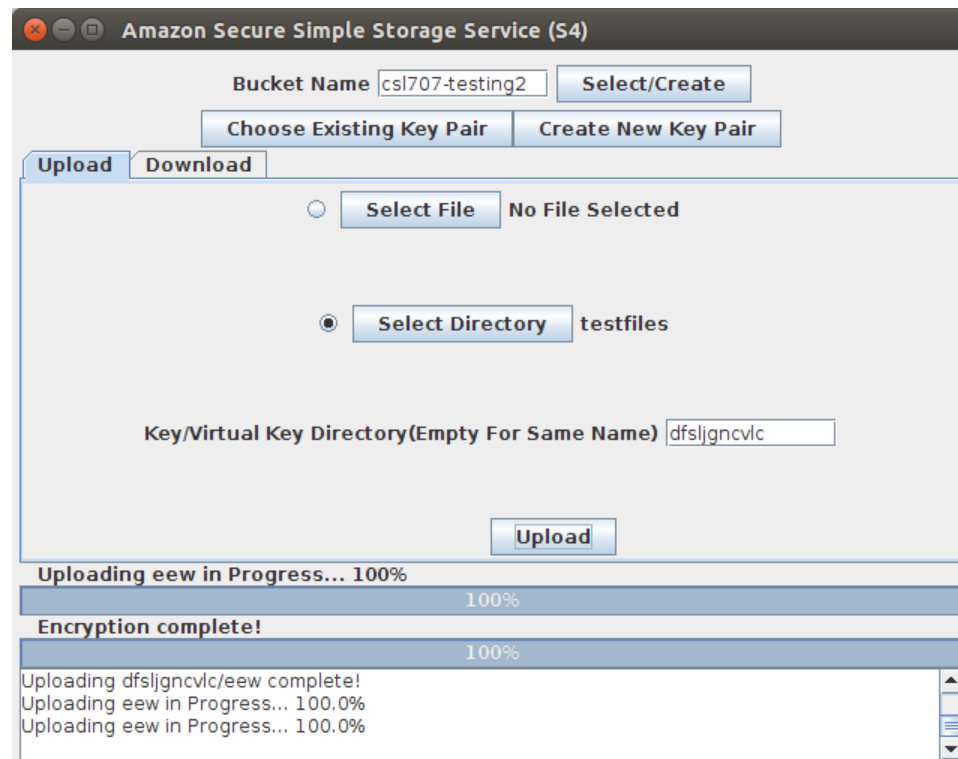 Amazon Secure Simple Storage Service (S4)
Bucket Name csl707-testing2 Select/Create
Choose Existing Key Pair Create New Key Pair
Upload Download
Select File No File Selected
Select Directory testfiles
Key/Virtual Key Directory(Empty For Same Name) dfsljgncvlc
Upload
Uploading eew in Progress... 100%
100%
Encryption complete!
100%
Uploading dfsljgncvlc/eew complete!
Uploading eew in Progress... 100.0%
Uploading eew in Progress... 100.0%